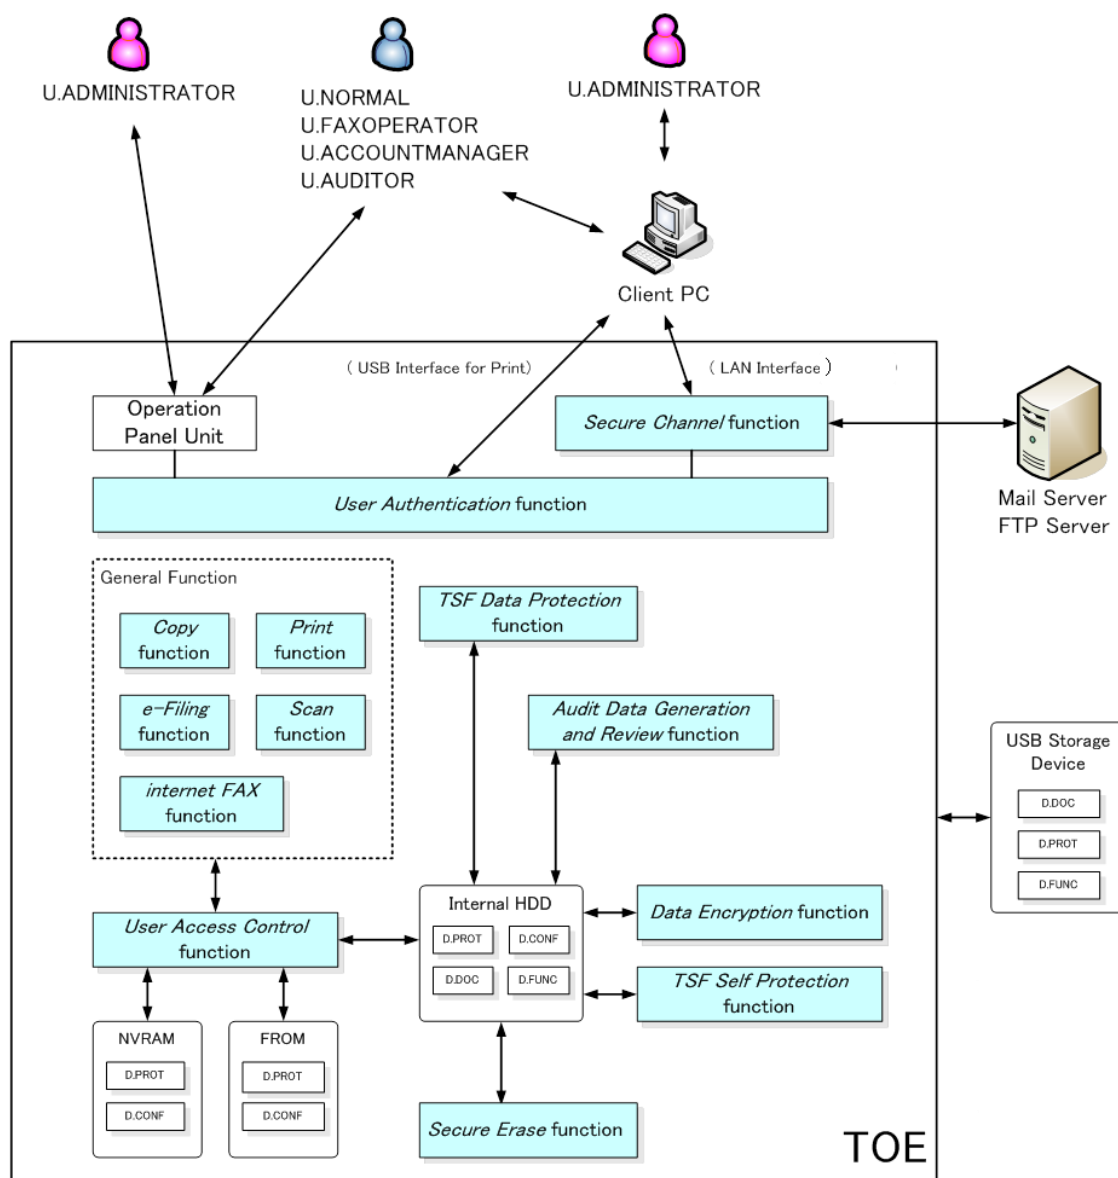 U.ADMINISTRATOR
U.NORMAL
U.FAXOPERATOR
U.ACCOUNTMANAGER
U.AUDITOR
U.ADMINISTRATOR
Client PC
( USB Interface for Print)
( LAN Interface )
Operation
Panel Unit
Secure Channel function
User Authentication function
Mail Server
FTP Server
General Function
Copy
function
Print
function
e-Filing
function
Scan
function
internet FAX
function
TSF Data Protection
function
Audit Data Generation
and Review function
USB Storage
Device
D.DOC
D.PROT
D.FUNC
User Access Control
function
Internal HDD
D.PROT
D.CONF
D.DOC
D.FUNC
Data Encryption function
TSF Self Protection
function
NVRAM
D.PROT
D.CONF
FROM
D.PROT
D.CONF
Secure Erase function
TOE